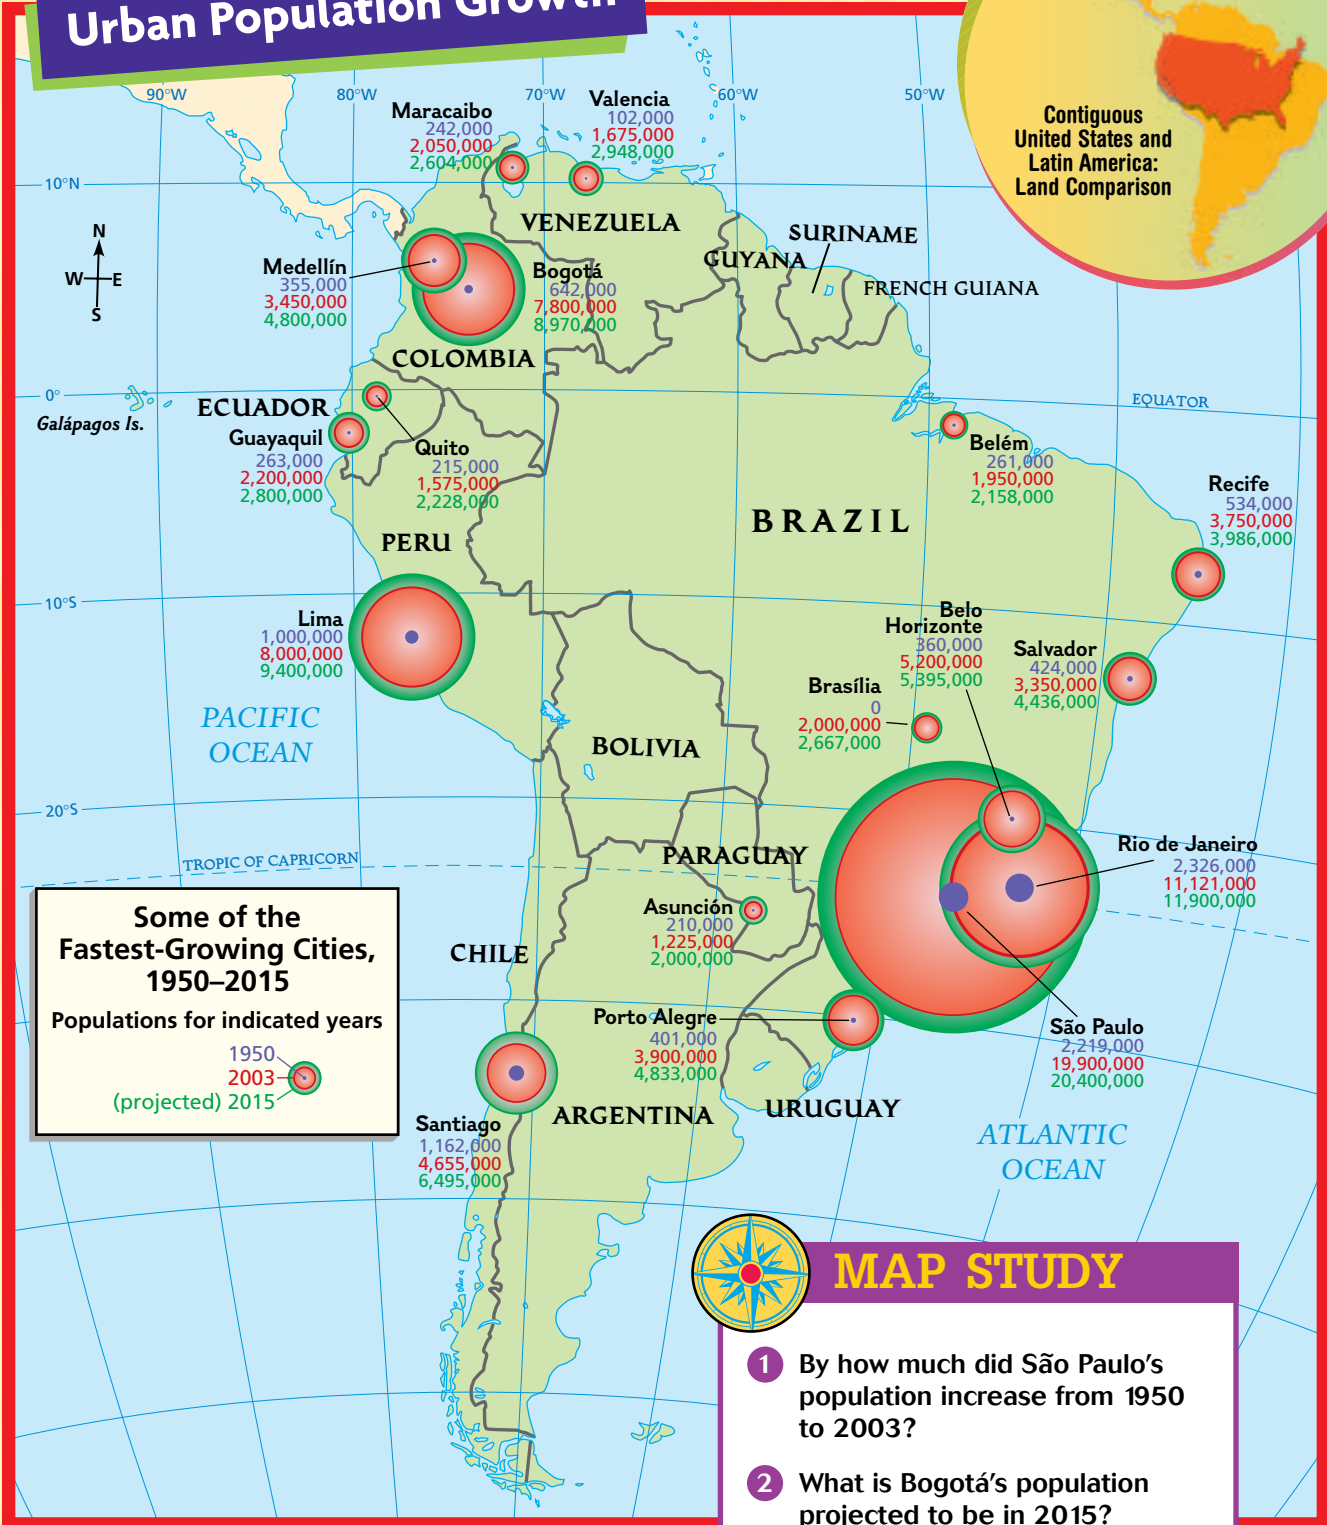 Urban Population Growth
90°W
80°W
70°W
60°W
50°W
Contiguous
United States and
Latin America:
Land Comparison
Maracaibo
242,000
2,050,000
2,604,000
Valencia
102,000
1,675,000
2,948,000
10°N
N
W E
S
VENEZUELA
GUYANA
SURINAME
FRENCH GUIANA
Medellín
355,000
3,450,000
4,800,000
Bogotá
642,000
7,800,000
8,970,000
COLOMBIA
0°
Galápagos Is.
EQUATOR
ECUADOR
Guayaquil
263,000
2,200,000
2,800,000
Quito
215,000
1,575,000
2,228,000
Belém
261,000
1,950,000
2,158,000
Recife
534,000
3,750,000
3,986,000
BRAZIL
PERU
10°S
Lima
1,000,000
8,000,000
9,400,000
Belo
Horizonte
360,000
5,200,000
5,395,000
Salvador
424,000
3,350,000
4,436,000
Brasília
0
2,000,000
2,667,000
PACIFIC
OCEAN
BOLIVIA
20°S
TROPIC OF CAPRICORN
PARAGUAY
Rio de Janeiro
2,326,000
11,121,000
11,900,000
Asunción
210,000
1,225,000
2,000,000
CHILE
Some of the
Fastest-Growing Cities,
1950–2015
Populations for indicated years
1950
2003
(projected) 2015
Porto Alegre
401,000
3,900,000
4,833,000
São Paulo
2,219,000
19,900,000
20,400,000
Santiago
1,162,000
4,655,000
6,495,000
ARGENTINA
URUGUAY
ATLANTIC
OCEAN
MAP STUDY
1 By how much did São Paulo's
population increase from 1950
to 2003?
2 What is Bogotá's population
projected to be in 2015?